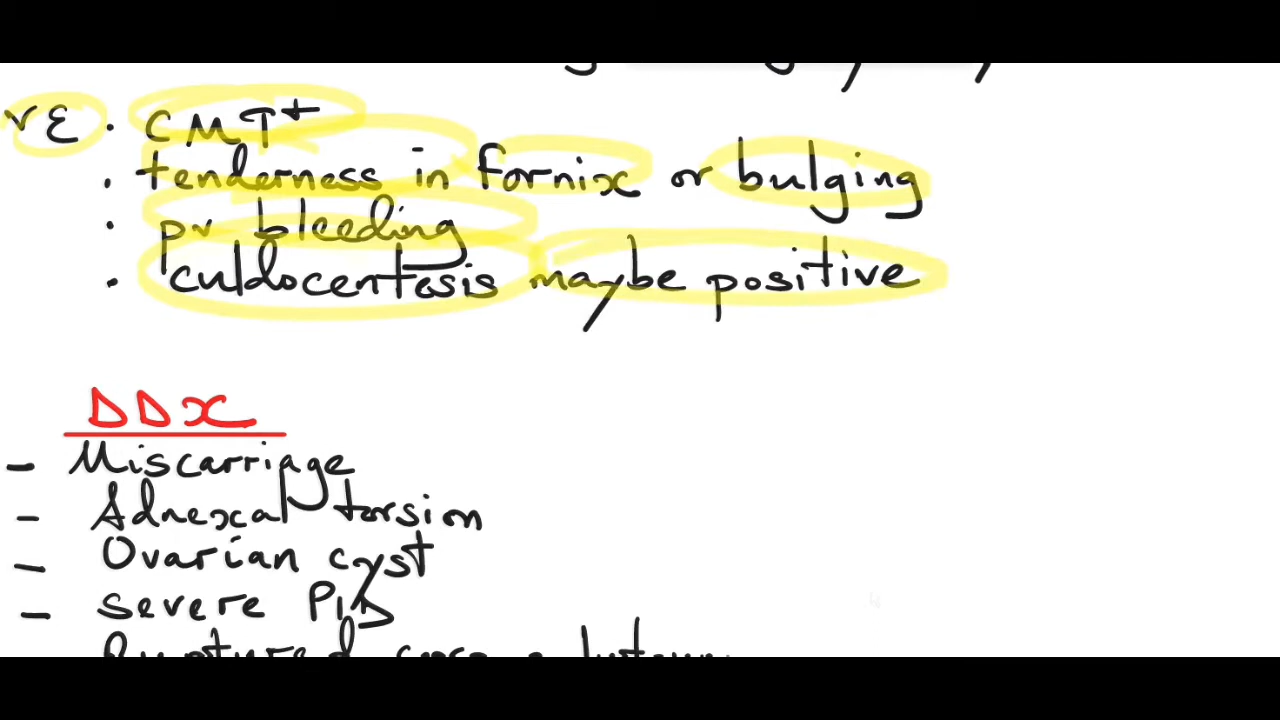 VE . CMT+
. tenderness in fornix or bulging
. pv bleeding
. culdocentesis maybe positive
DDx
- Miscarriage
- Adnexal torsion
- Ovarian cyst
- severe PID
Ruptured